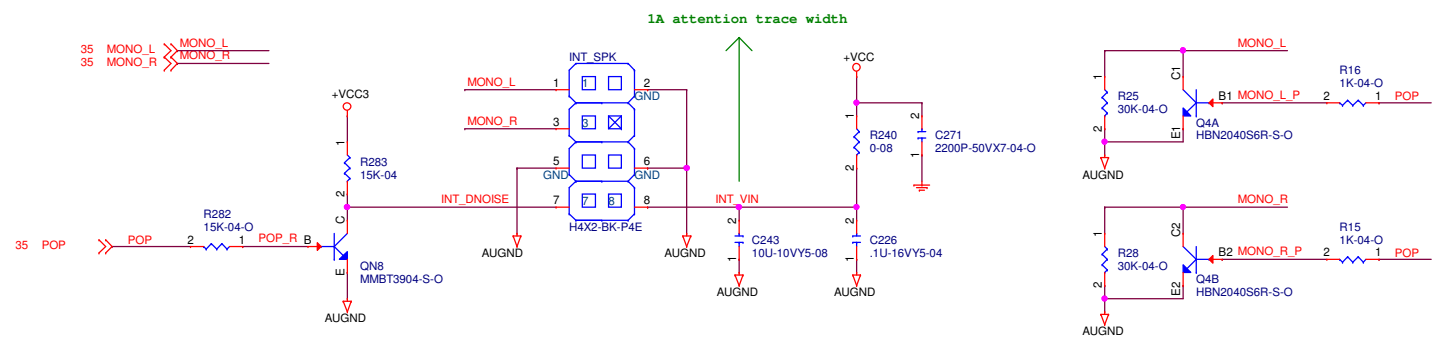 1A attention trace width
35 MONO_L MONO_L
35 MONO_R MONO_R
+VCC3
1
R283
15K-04
2
R282
15K-04-O
35 POP POP 2 1 POP_R B
C
E
QN8
MMBT3904-S-O
AUGND
INT_SPK
MONO_L 1 1 2
GND
MONO_R 3 3
5 6
GND GND
INT_DNOISE 7 7 8 8 INT_VIN
H4X2-BK-P4E
AUGND
AUGND
2
C243
10U-10VY5-08
1
AUGND
+VCC
1
R240
0-08
2
2
C271
2200P-50VX7-04-O
1
2
C226
.1U-16VY5-04
1
AUGND
MONO_L
1
R25
30K-04-O
2
C1
B1 MONO_L_P 2 1 POP
R16
1K-04-O
E1
Q4A
HBN2040S6R-S-O
AUGND
MONO_R
1
R28
30K-04-O
2
C2
B2 MONO_R_P 2 1 POP
R15
1K-04-O
E2
Q4B
HBN2040S6R-S-O
AUGND